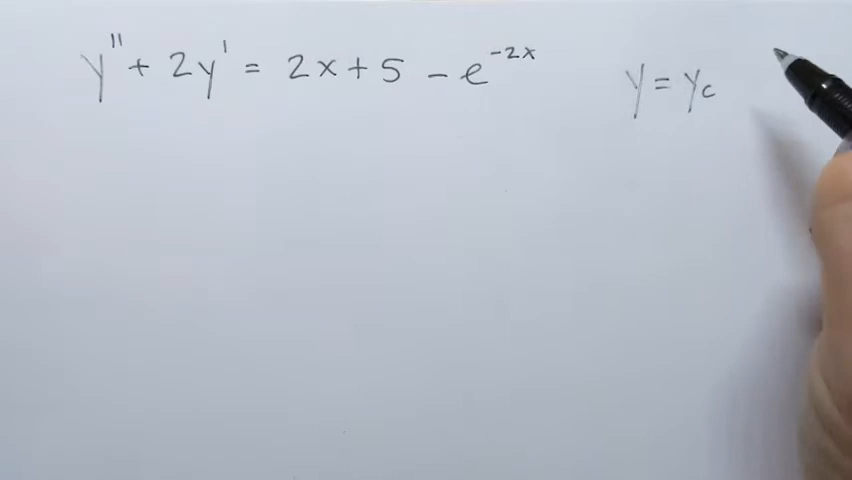 y'' + 2y' = 2x + 5 - e^{-2x}
y = y_c